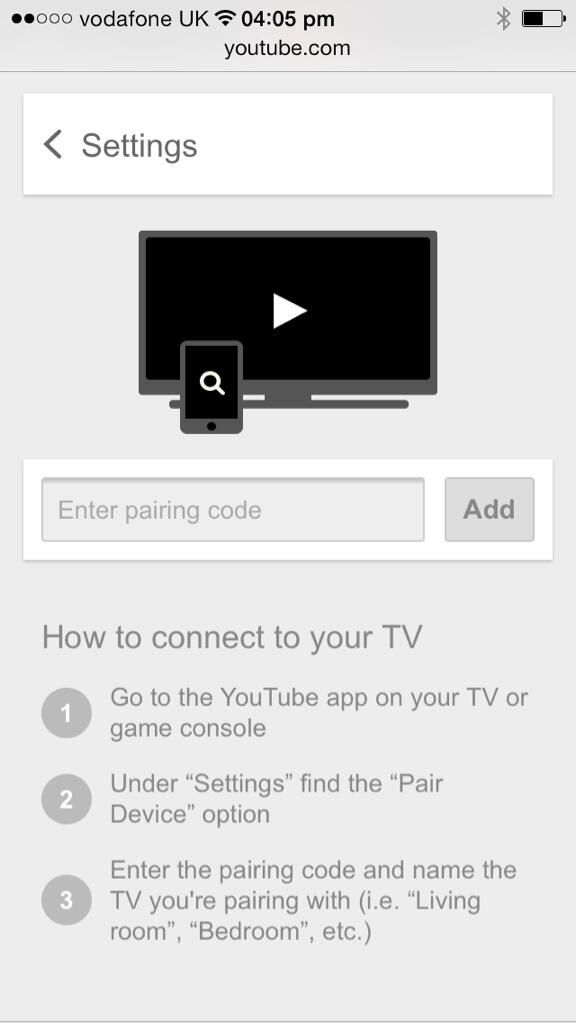 vodafone UK 04:05 pm
youtube.com
Settings
Enter pairing code
Add
How to connect to your TV
1 Go to the YouTube app on your TV or
game console
2 Under “Settings” find the “Pair
Device” option
3 Enter the pairing code and name the
TV you're pairing with (i.e. “Living
room”, “Bedroom”, etc.)